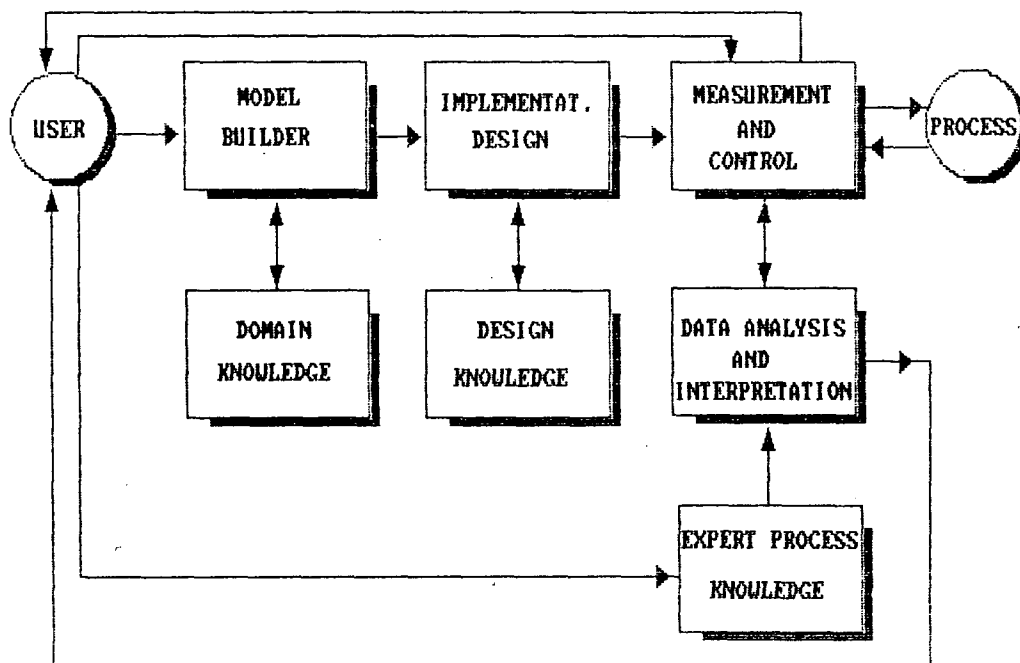 USER
MODEL
BUILDER
IMPLEMENTAT.
DESIGN
MEASUREMENT
AND
CONTROL
PROCESS
DOMAIN
KNOWLEDGE
DESIGN
KNOWLEDGE
DATA ANALYSIS
AND
INTERPRETATION
EXPERT PROCESS
KNOWLEDGE